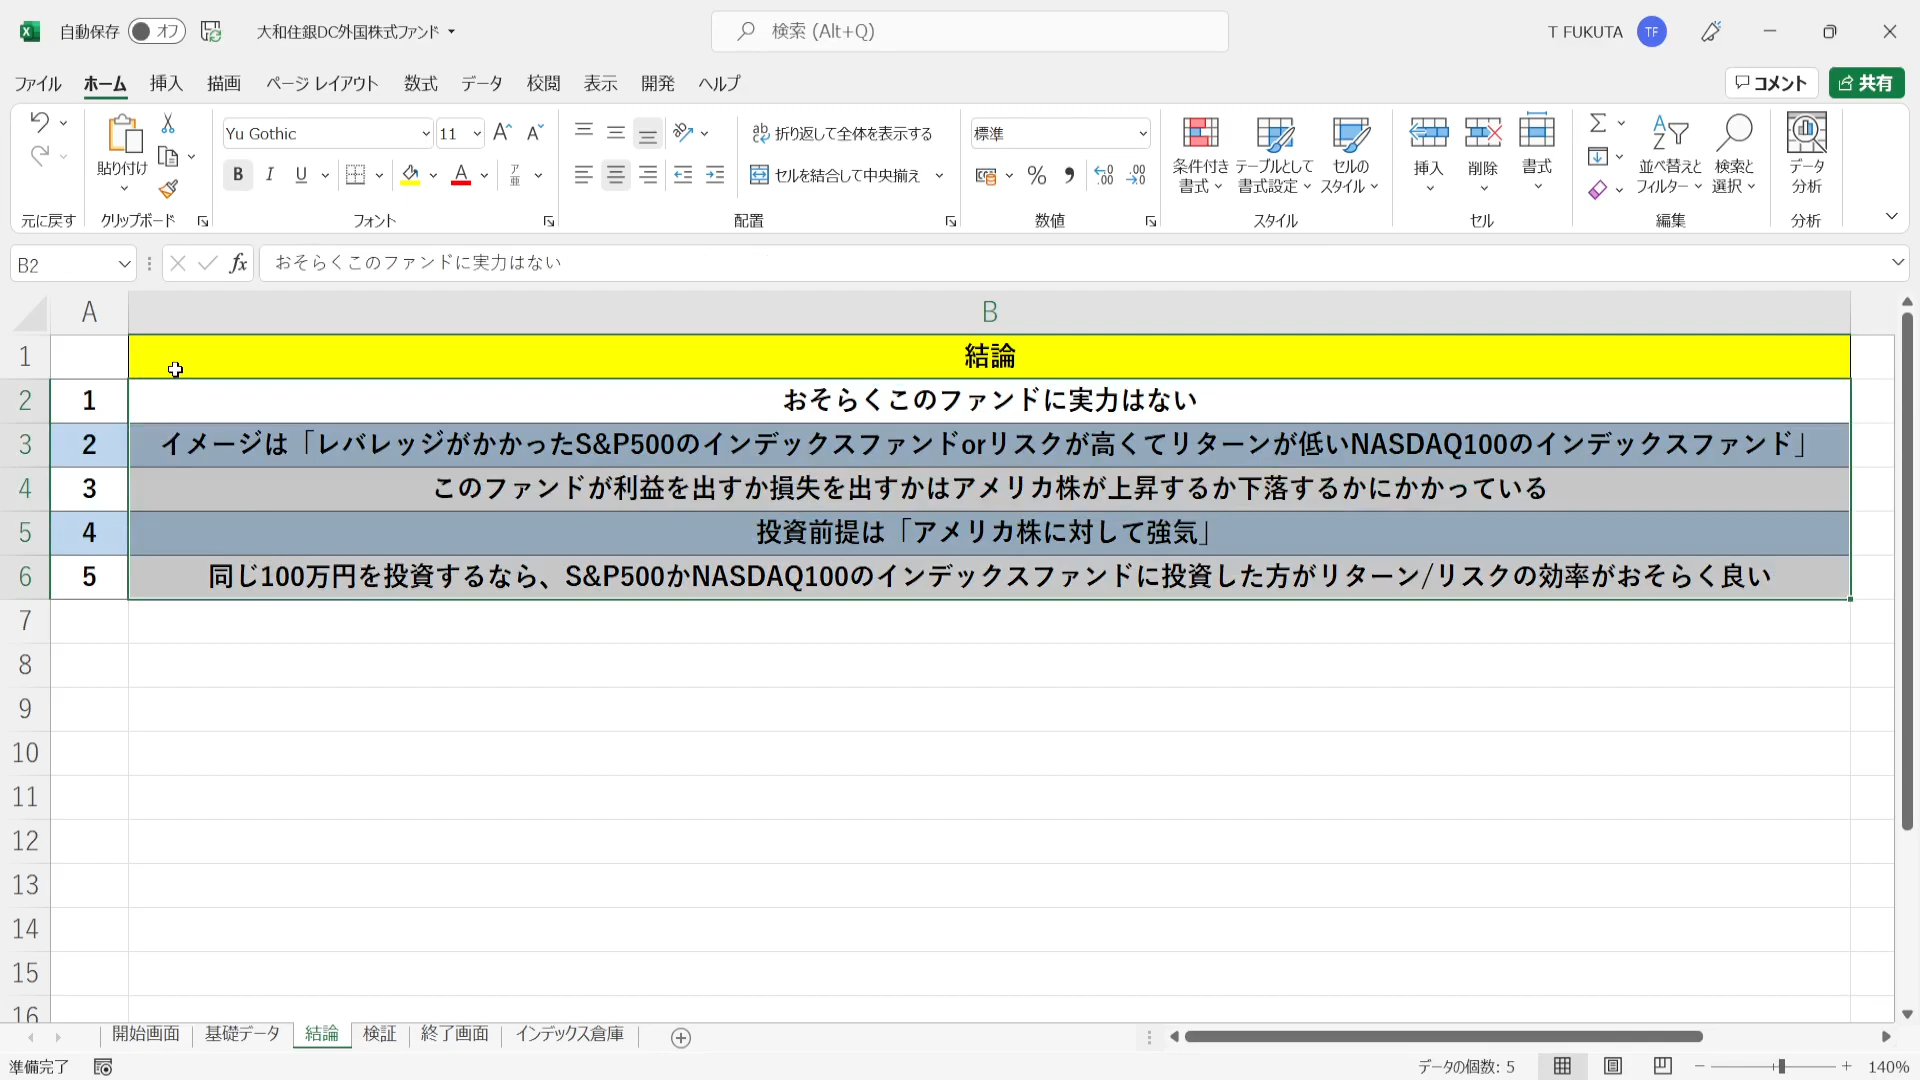 自動保存 オフ 大和住銀DC外国株式ファンド 検索 (Alt+Q) T FUKUTA TF
ファイル ホーム 挿入 描画 ページ レイアウト 数式 データ 校閲 表示 開発 ヘルプ コメント 共有
貼り付け Yu Gothic 11 折り返して全体を表示する 標準
B I U セルを結合して中央揃え
条件付き 書式 テーブルとして 書式設定 セルの スタイル 挿入 削除 書式 並べ替えと フィルター 検索と 選択 データ 分析
元に戻す クリップボード フォント 配置 数値 スタイル セル 編集 分析
B2 fx おそらくこのファンドに実力はない
A B
1 結論
2 1 おそらくこのファンドに実力はない
3 2 イメージは「レバレッジがかかったS&P500のインデックスファンドorリスクが高くてリターンが低いNASDAQ100のインデックスファンド」
4 3 このファンドが利益を出すか損失を出すかはアメリカ株が上昇するか下落するかにかかっている
5 4 投資前提は「アメリカ株に対して強気」
6 5 同じ100万円を投資するなら、S&P500かNASDAQ100のインデックスファンドに投資した方がリターン/リスクの効率がおそらく良い
7
8
9
10
11
12
13
14
15
16
開始画面 基礎データ 結論 検証 終了画面 インデックス倉庫
準備完了 データの個数: 5 140%